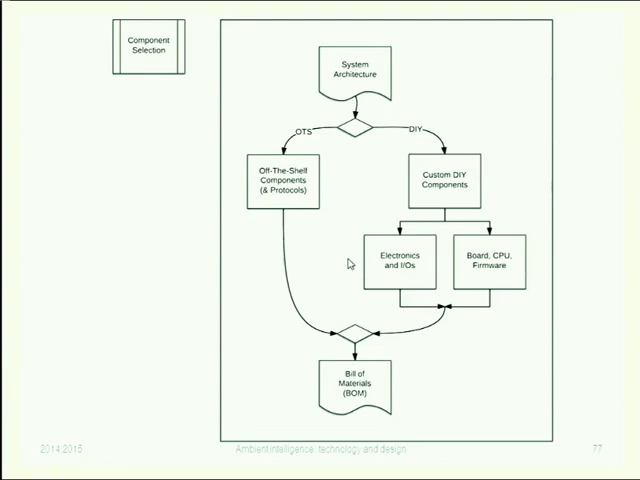 Component
Selection
System
Architecture
OTS
DIY
Off-The-Shelf
Components
(& Protocols)
Custom DIY
Components
Electronics
and I/Os
Board, CPU,
Firmware
Bill of
Materials
(BOM)
2014:2015
Ambient intelligence: technology and design
77